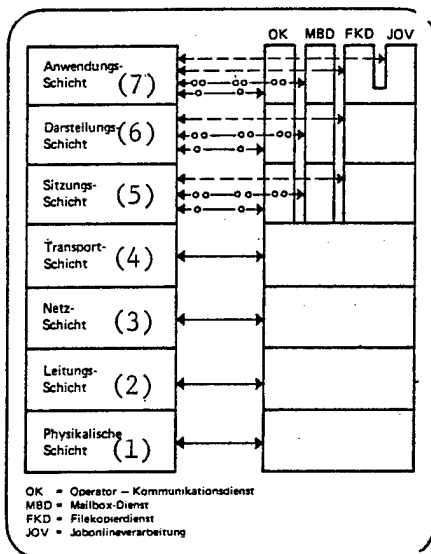 OK MBD FKD JOV
Anwendungs-
Schicht (7)
Darstellungs-
Schicht (6)
Sitzungs-
Schicht (5)
Transport-
Schicht (4)
Netz-
Schicht (3)
Leitungs-
Schicht (2)
Physikalische
Schicht (1)
OK = Operator – Kommunikationsdienst
MBD = Mailbox-Dienst
FKD = Filekopierdienst
JOV = Jobonlineverarbeitung